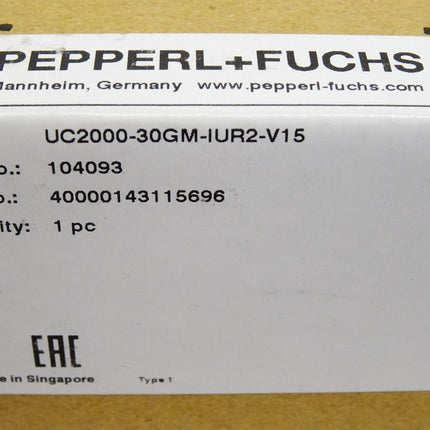 PEPPERL+FUCHS
Mannheim, Germany www.pepperl-fuchs.com
UC2000-30GM-IUR2-V15
o.: 104093
o.: 40000143115696
ity: 1 pc
EAC
e in Singapore Type 1